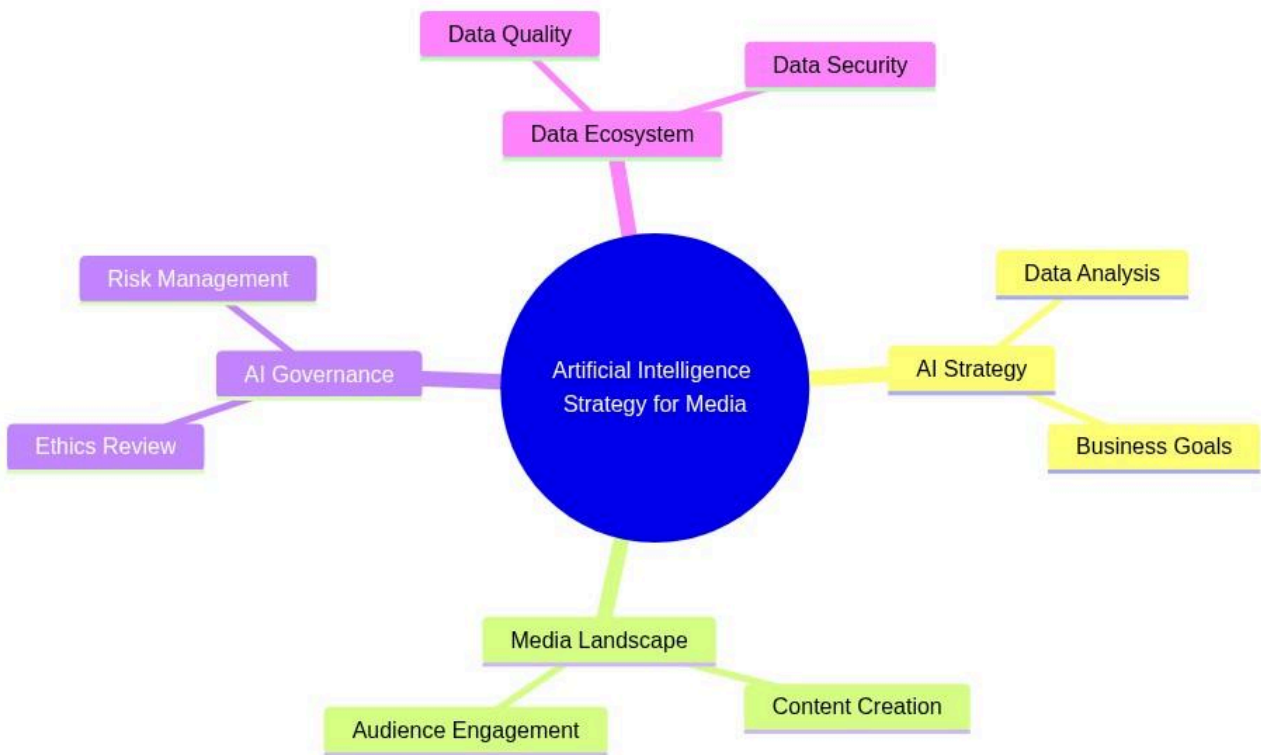 Data Quality
Data Security
Data Ecosystem
Risk Management
Data Analysis
AI Governance
Artificial Intelligence
Strategy for Media
AI Strategy
Ethics Review
Business Goals
Media Landscape
Content Creation
Audience Engagement